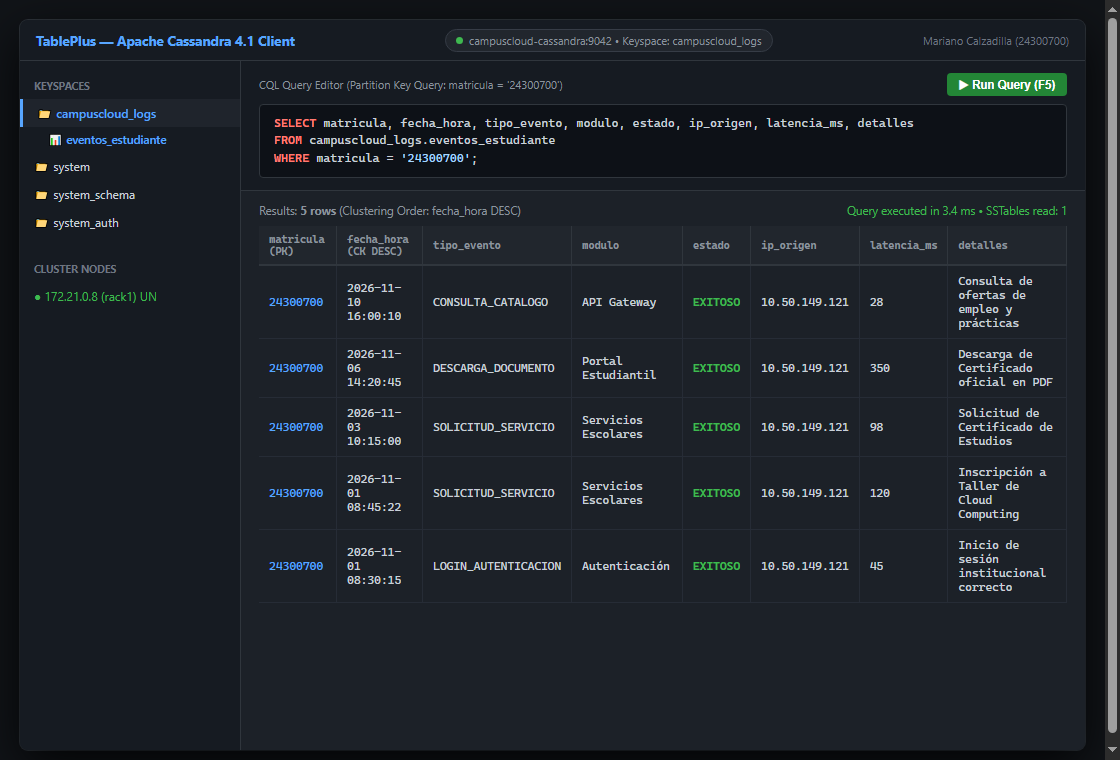 TablePlus — Apache Cassandra 4.1 Client
campuscloud-cassandra:9042 • Keyspace: campuscloud_logs
Mariano Calzadilla (24300700)
KEYSPACES
campuscloud_logs
eventos_estudiante
system
system_schema
system_auth
CLUSTER NODES
● 172.21.0.8 (rack1) UN
CQL Query Editor (Partition Key Query: matricula = '24300700')
▶ Run Query (F5)
SELECT matricula, fecha_hora, tipo_evento, modulo, estado, ip_origen, latencia_ms, detalles
FROM campuscloud_logs.eventos_estudiante
WHERE matricula = '24300700';
Results: 5 rows (Clustering Order: fecha_hora DESC)
Query executed in 3.4 ms • SSTables read: 1
matricula
(PK)
fecha_hora
(CK DESC)
tipo_evento
modulo
estado
ip_origen
latencia_ms
detalles
24300700
2026-11-
10
16:00:10
CONSULTA_CATALOGO
API Gateway
EXITOSO
10.50.149.121
28
Consulta de
ofertas de
empleo y
prácticas
24300700
2026-11-
06
14:20:45
DESCARGA_DOCUMENTO
Portal
Estudiantil
EXITOSO
10.50.149.121
350
Descarga de
Certificado
oficial en PDF
24300700
2026-11-
03
10:15:00
SOLICITUD_SERVICIO
Servicios
Escolares
EXITOSO
10.50.149.121
98
Solicitud de
Certificado de
Estudios
24300700
2026-11-
01
08:45:22
SOLICITUD_SERVICIO
Servicios
Escolares
EXITOSO
10.50.149.121
120
Inscripción a
Taller de
Cloud
Computing
24300700
2026-11-
01
08:30:15
LOGIN_AUTENTICACION
Autenticación
EXITOSO
10.50.149.121
45
Inicio de
sesión
institucional
correcto